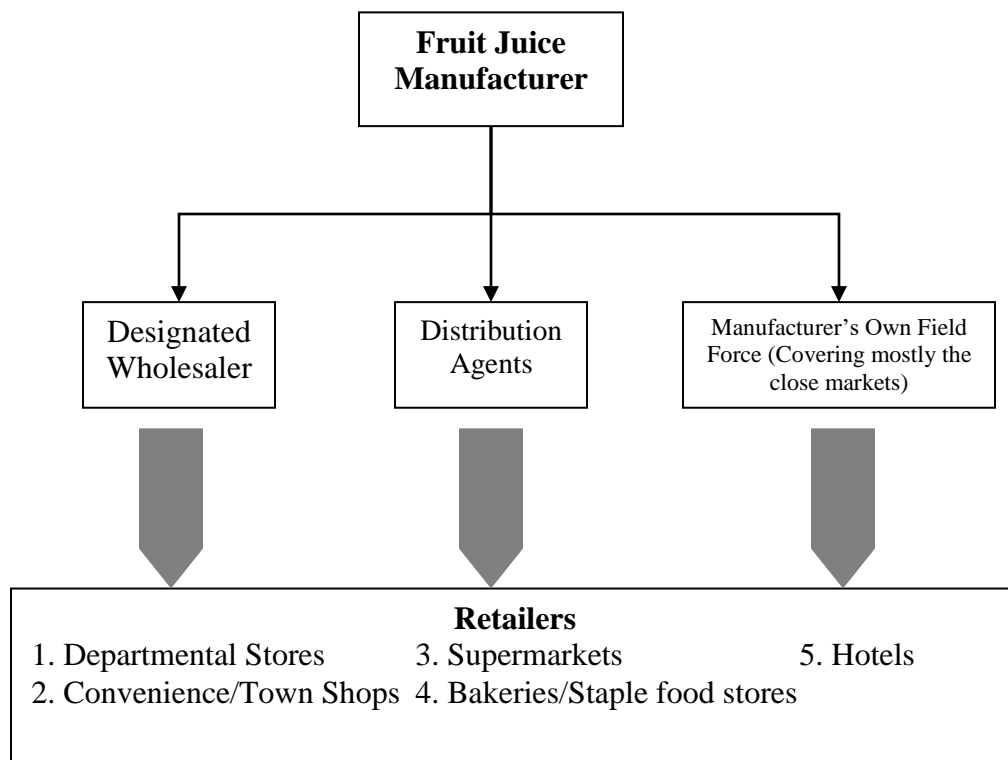 Fruit Juice
Manufacturer
Designated
Wholesaler
Distribution
Agents
Manufacturer’s Own Field
Force (Covering mostly the
close markets)
Retailers
1. Departmental Stores 3. Supermarkets 5. Hotels
2. Convenience/Town Shops 4. Bakeries/Staple food stores